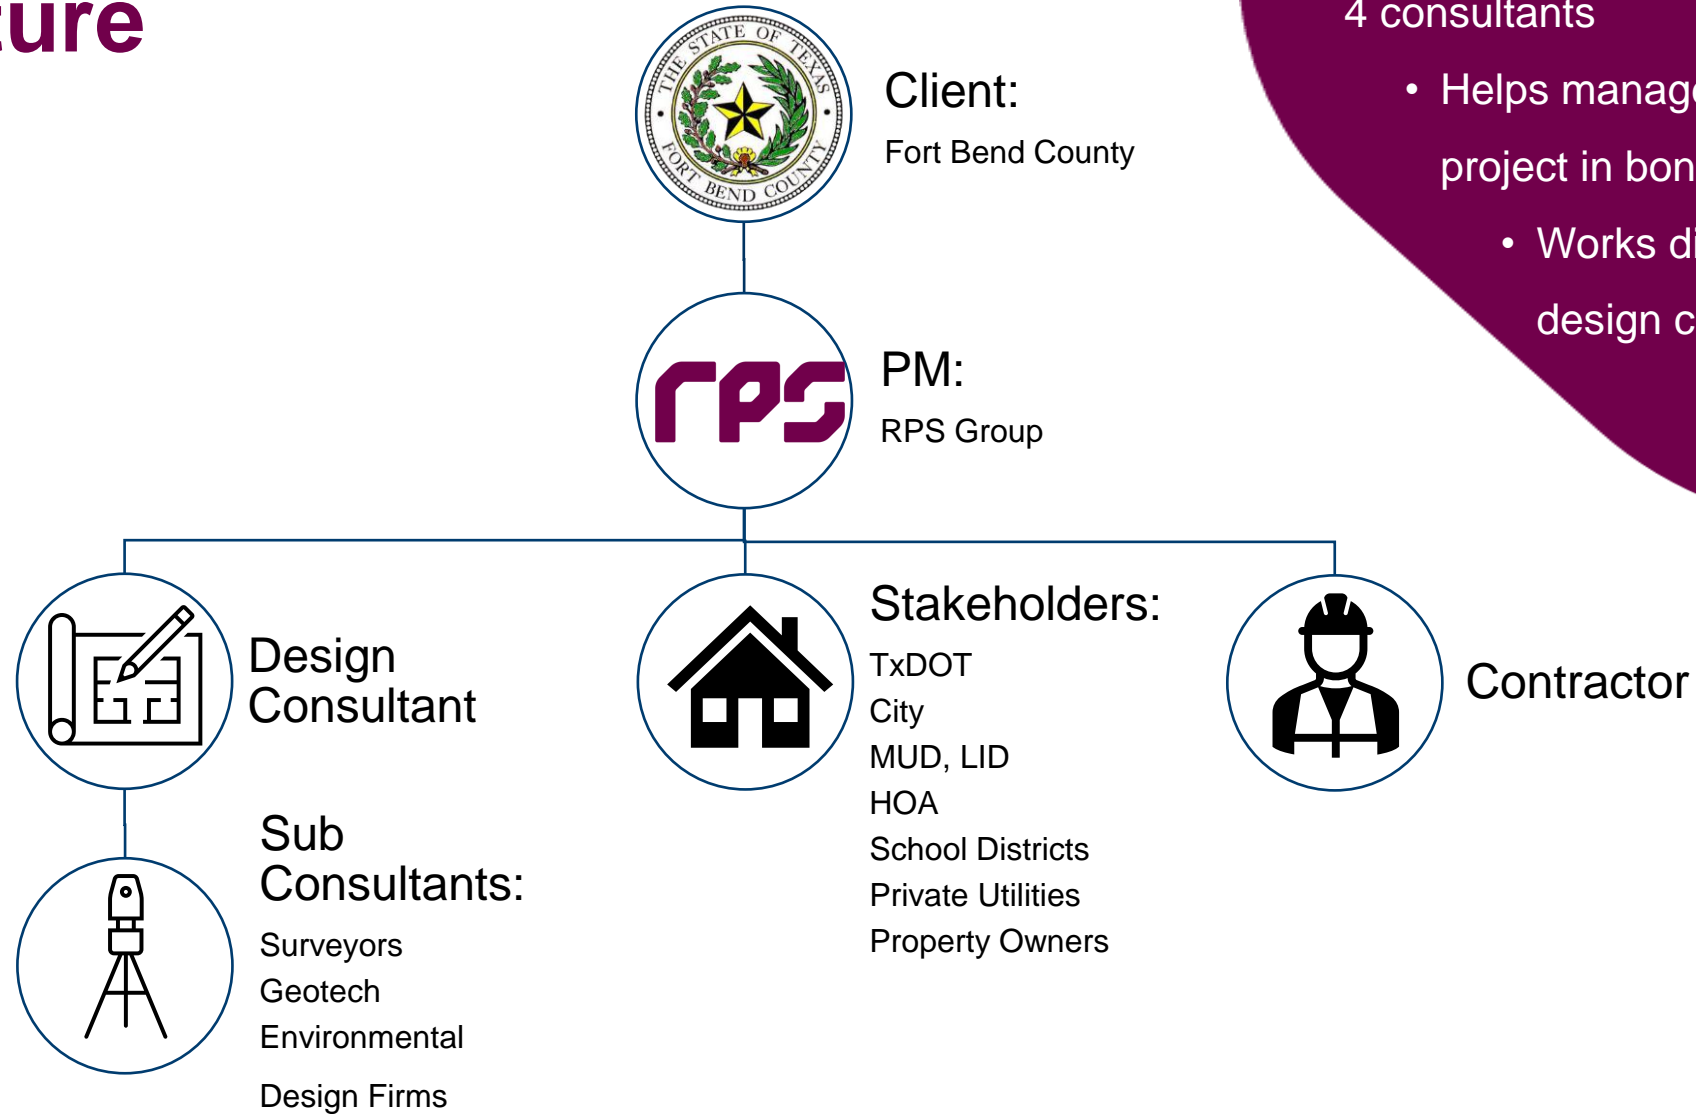 ture
4 consultants
• Helps manage
project in bon
• Works di
design c
THE STATE OF TEXAS
FORT BEND COUNTY
Client:
Fort Bend County
rps
PM:
RPS Group
Design
Consultant
Stakeholders:
TxDOT
City
MUD, LID
HOA
School Districts
Private Utilities
Property Owners
Contractor
Sub
Consultants:
Surveyors
Geotech
Environmental
Design Firms